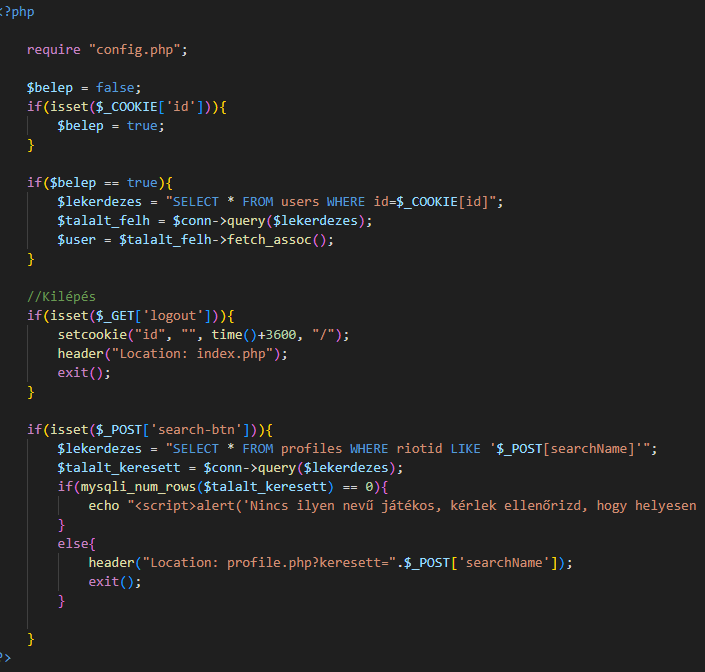 <?php
require "config.php";
$belep = false;
if(isset($_COOKIE['id'])){
$belep = true;
}
if($belep == true){
$lekerdezes = "SELECT * FROM users WHERE id=$_COOKIE[id]";
$talalt_felh = $conn->query($lekerdezes);
$user = $talalt_felh->fetch_assoc();
}
//Kilépés
if(isset($_GET['logout'])){
setcookie("id", "", time()+3600, "/");
header("Location: index.php");
exit();
}
if(isset($_POST['search-btn'])){
$lekerdezes = "SELECT * FROM profiles WHERE riotid LIKE '$_POST[searchName]'";
$talalt_keresett = $conn->query($lekerdezes);
if(mysqli_num_rows($talalt_keresett) == 0){
echo "<script>alert('Nincs ilyen nevű játékos, kérlek ellenőrizd, hogy helyesen
}
else{
header("Location: profile.php?keresett=".$_POST['searchName']);
exit();
}
}
?>